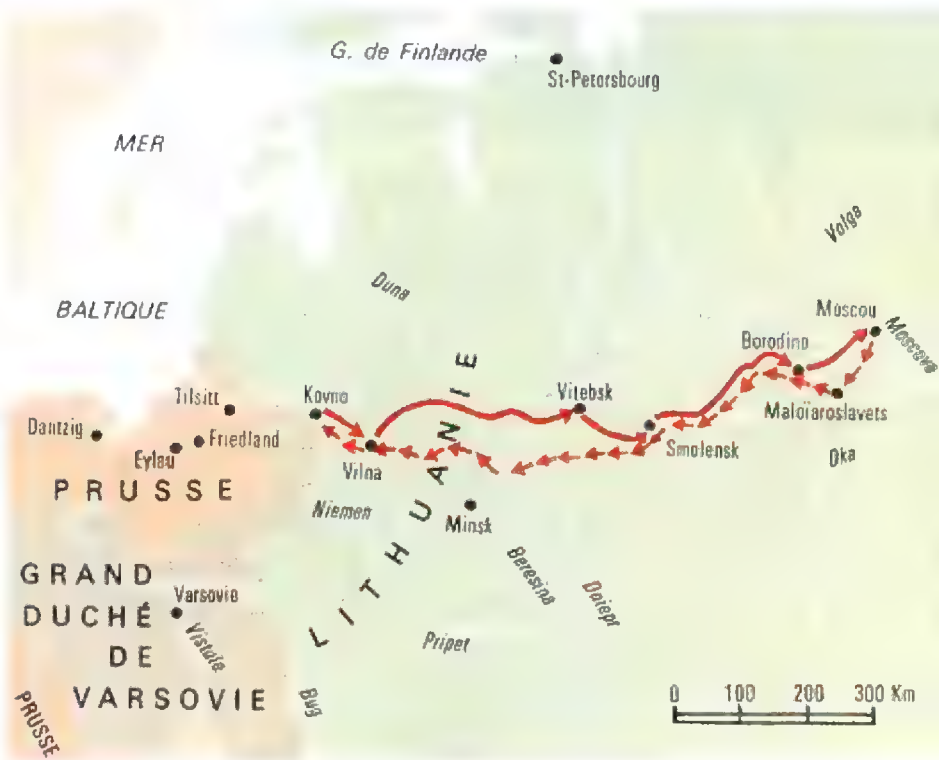 G. de Finlande
St-Petersbourg
MER
BALTIQUE
Volga
Duna
Moscou
Moscova
Borodino
Maloïaroslavets
Oka
Tilsitt
Kovno
Vitebsk
Smolensk
Dantzig
Eylau
Friedland
Vilna
PRUSSE
Niemen
Minsk
LITHUANIE
Beresina
Dniepr
Pripet
GRAND
DUCHÉ
DE
VARSOVIE
Varsovie
Vistule
Bug
PRUSSE
0 100 200 300 Km